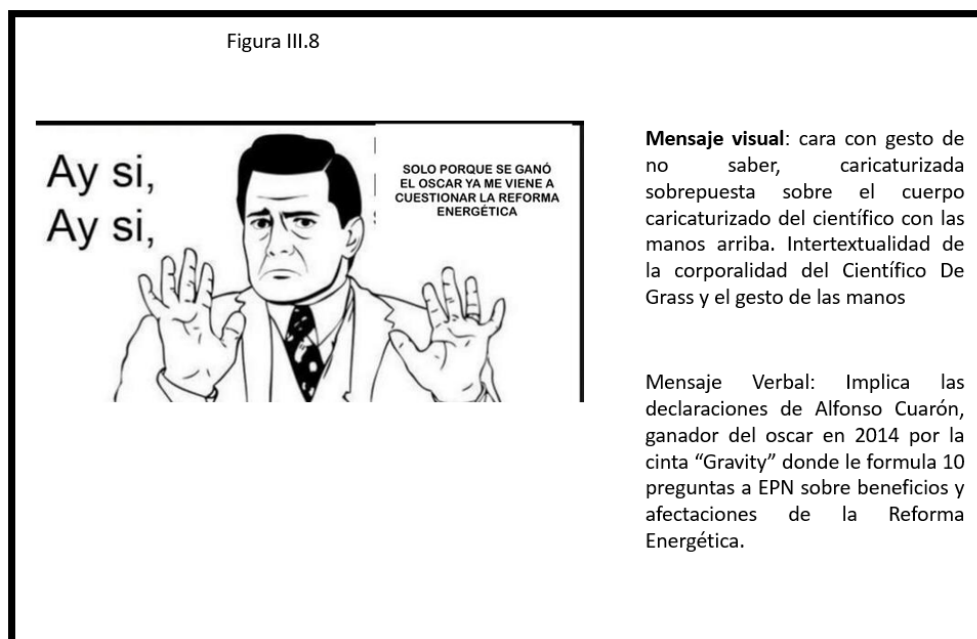 Figura III.8
Ay si,
Ay si,
SOLO PORQUE SE GANÓ
EL OSCAR YA ME VIENE A
CUESTIONAR LA REFORMA
ENERGÉTICA
Mensaje visual: cara con gesto de
no saber, caricaturizada
sobrepuesta sobre el cuerpo
caricaturizado del científico con las
manos arriba. Intertextualidad de
la corporalidad del Científico De
Grass y el gesto de las manos
Mensaje Verbal: Implica las
declaraciones de Alfonso Cuarón,
ganador del oscar en 2014 por la
cinta “Gravity” donde le formula 10
preguntas a EPN sobre beneficios y
afectaciones de la Reforma
Energética.